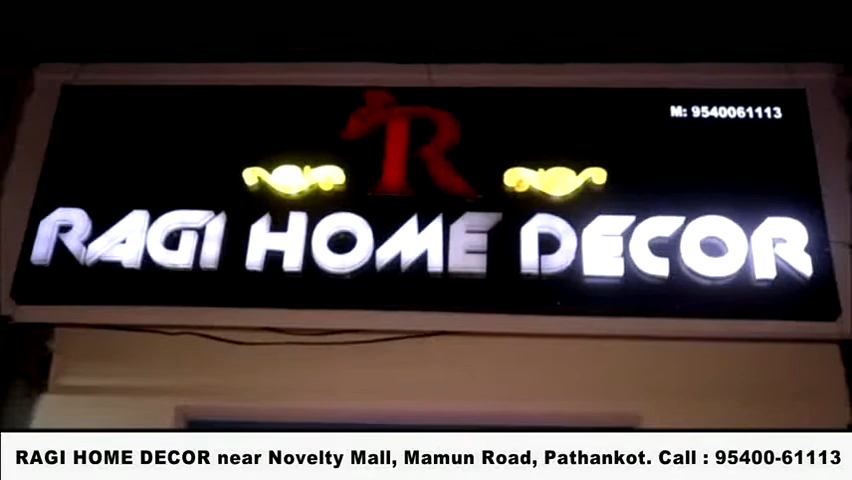 R
M: 9540061113
RAGI HOME DECOR
RAGI HOME DECOR near Novelty Mall, Mamun Road, Pathankot. Call : 95400-61113